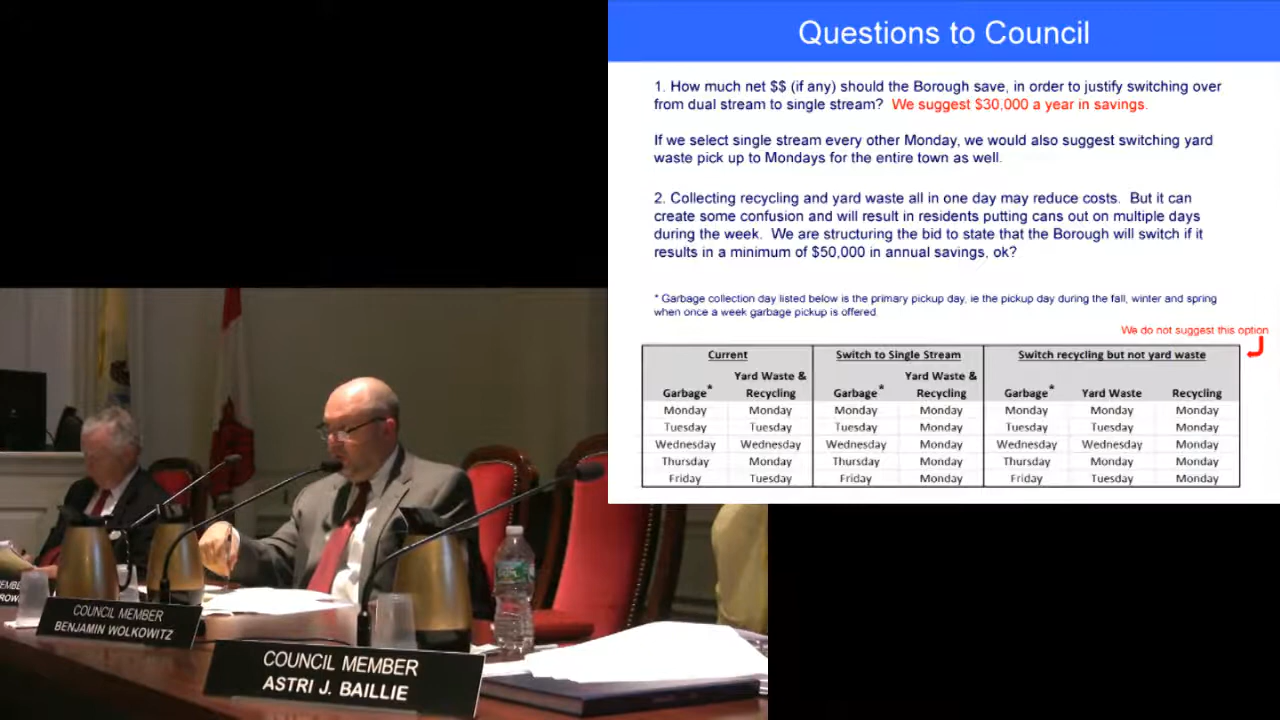 Questions to Council
1. How much net $$ (if any) should the Borough save, in order to justify switching over
from dual stream to single stream? We suggest $30,000 a year in savings.
If we select single stream every other Monday, we would also suggest switching yard
waste pick up to Mondays for the entire town as well.
2. Collecting recycling and yard waste all in one day may reduce costs. But it can
create some confusion and will result in residents putting cans out on multiple days
during the week. We are structuring the bid to state that the Borough will switch if it
results in a minimum of $50,000 in annual savings, ok?
* Garbage collection day listed below is the primary pickup day, ie the pickup day during the fall, winter and spring
when once a week garbage pickup is offered.
We do not suggest this option
Current Switch to Single Stream Switch recycling but not yard waste
Yard Waste & Yard Waste &
Garbage* Recycling Garbage* Recycling Garbage* Yard Waste Recycling
Monday Monday Monday Monday Monday Monday Monday
Tuesday Tuesday Tuesday Monday Tuesday Tuesday Monday
Wednesday Wednesday Wednesday Monday Wednesday Wednesday Monday
Thursday Monday Thursday Monday Thursday Monday Monday
Friday Tuesday Friday Monday Friday Tuesday Monday
COUNCIL MEMBER
BENJAMIN WOLKOWITZ
COUNCIL MEMBER
ASTRI J. BAILLIE